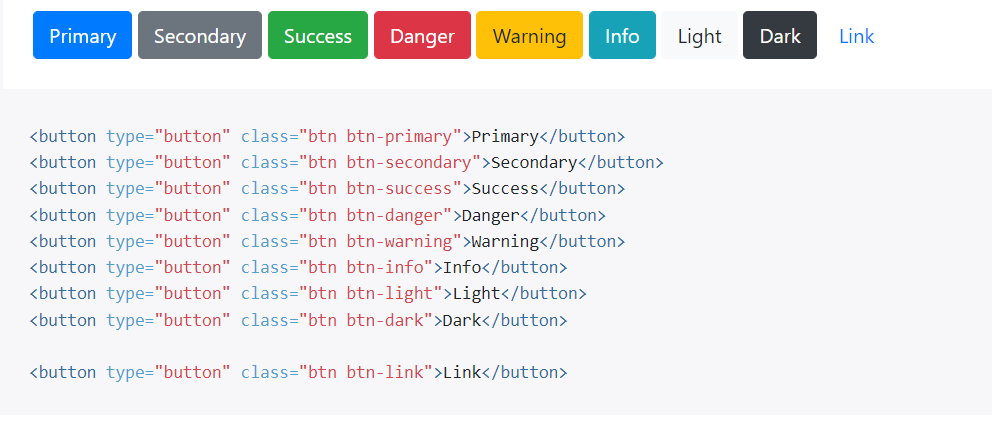 Primary Secondary Success Danger Warning Info Light Dark Link
<button type="button" class="btn btn-primary">Primary</button>
<button type="button" class="btn btn-secondary">Secondary</button>
<button type="button" class="btn btn-success">Success</button>
<button type="button" class="btn btn-danger">Danger</button>
<button type="button" class="btn btn-warning">Warning</button>
<button type="button" class="btn btn-info">Info</button>
<button type="button" class="btn btn-light">Light</button>
<button type="button" class="btn btn-dark">Dark</button>
<button type="button" class="btn btn-link">Link</button>